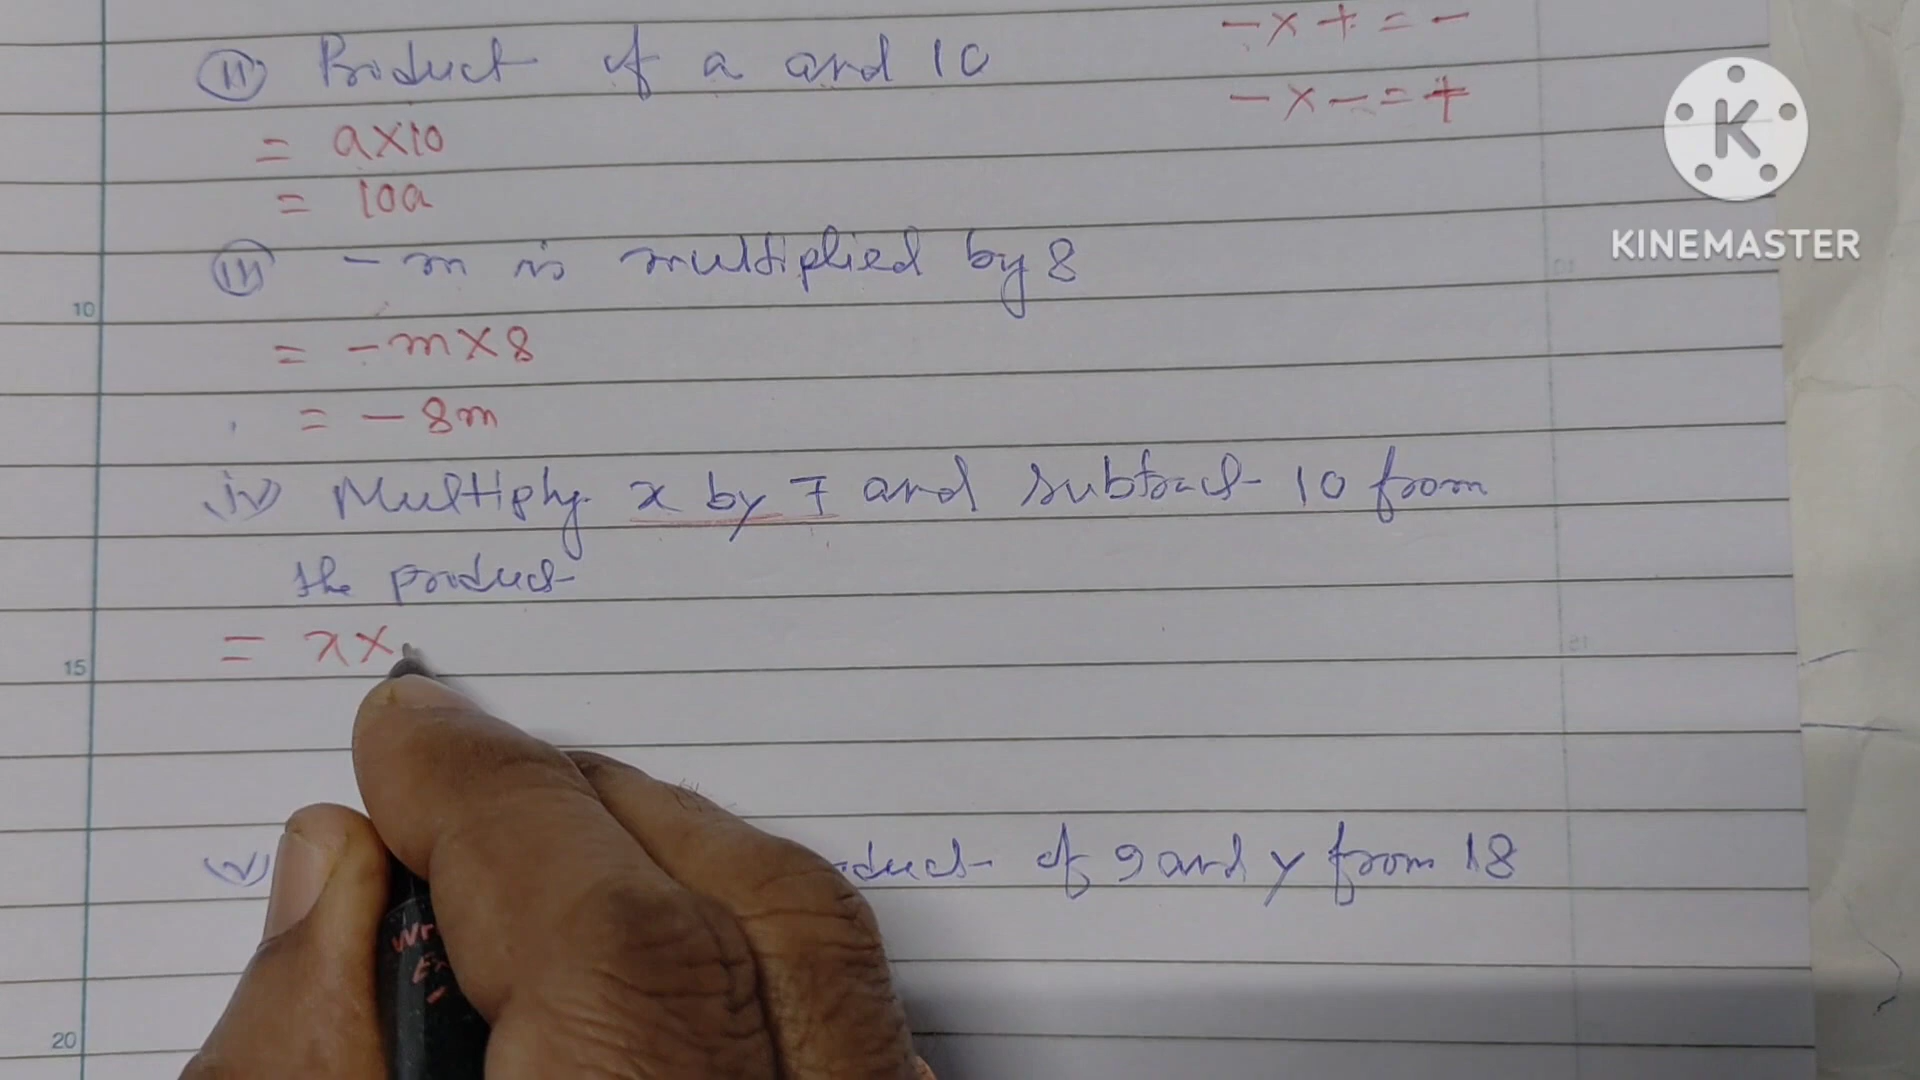 (ii) Product of a and 10
- × + = -
= a×10
- × - = +
= 10a
(iii) - m is multiplied by 8
= - m × 8
= - 8m
(iv) Multiply x by 7 and subtract 10 from
the product
= x×
(v) of 9 and y from 18
10
15
20
K
KINEMASTER